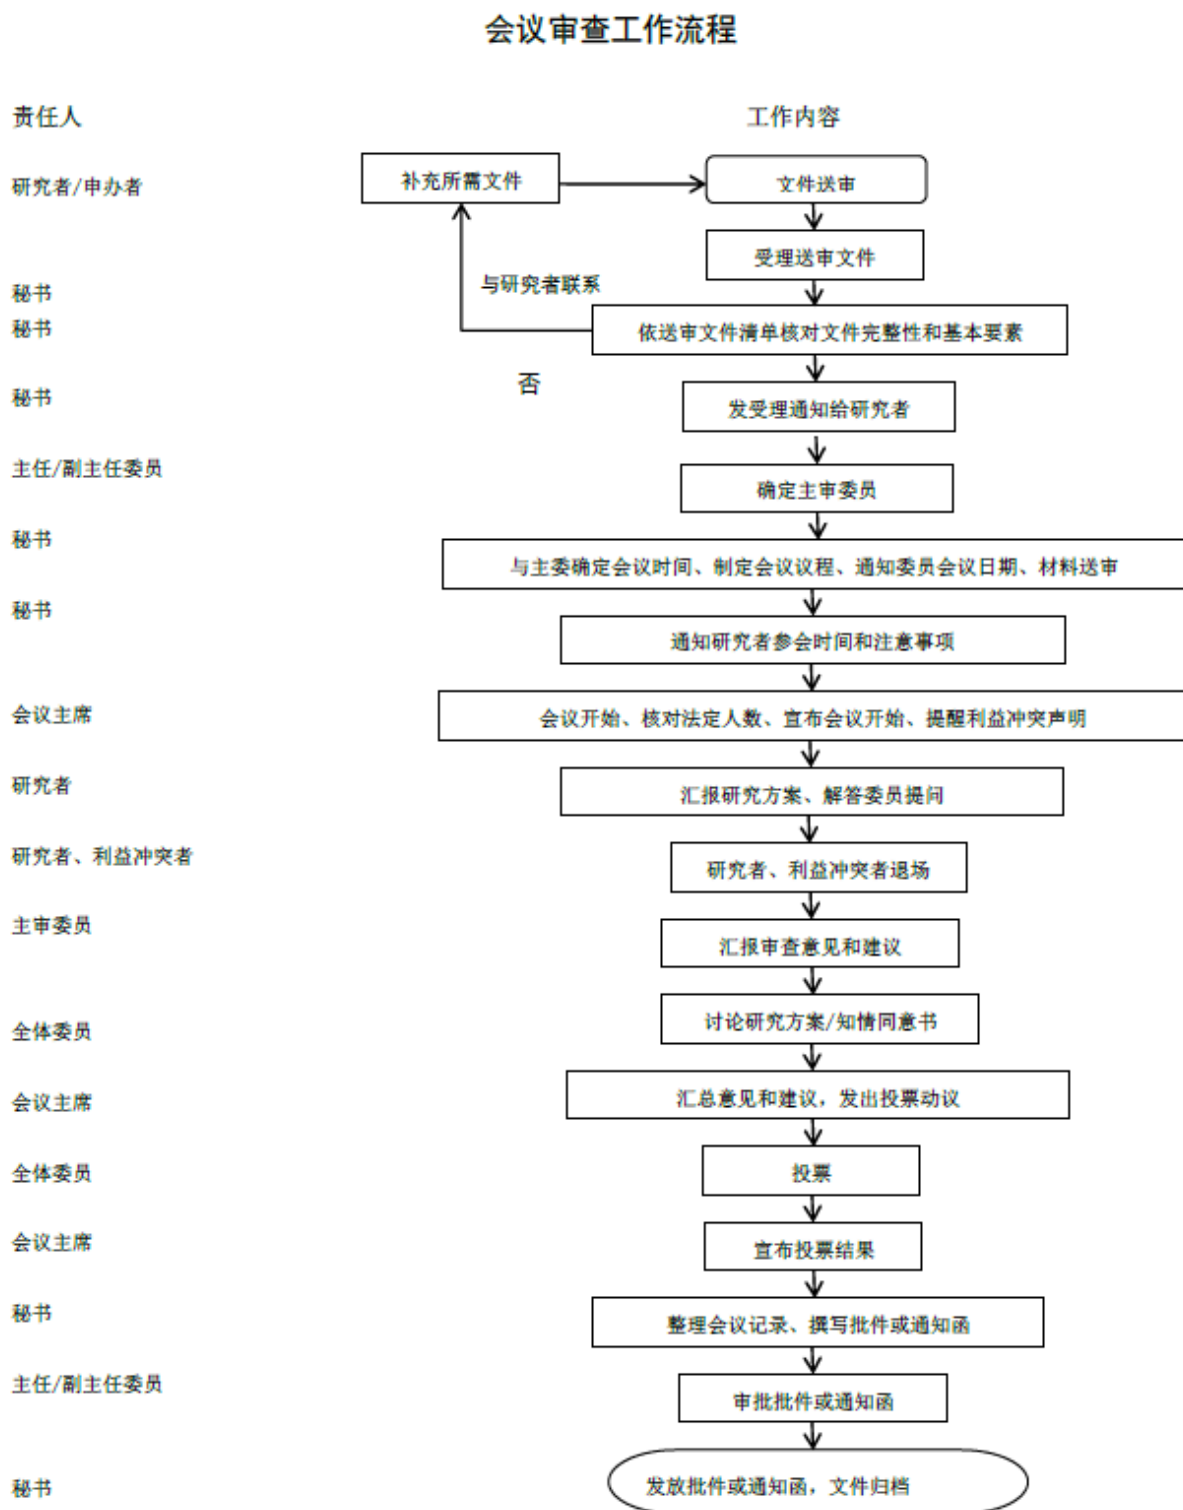 会议审查工作流程
责任人
工作内容
研究者/申办者
补充所需文件
文件送审
受理送审文件
与研究者联系
秘书
秘书
依送审文件清单核对文件完整性和基本要素
否
秘书
发受理通知给研究者
主任/副主任委员
确定主审委员
秘书
与主委确定会议时间、制定会议议程、通知委员会议日期、材料送审
秘书
通知研究者参会时间和注意事项
会议主席
会议开始、核对法定人数、宣布会议开始、提醒利益冲突声明
研究者
汇报研究方案、解答委员提问
研究者、利益冲突者
研究者、利益冲突者退场
主审委员
汇报审查意见和建议
全体委员
讨论研究方案/知情同意书
会议主席
汇总意见和建议，发出投票动议
全体委员
投票
会议主席
宣布投票结果
秘书
整理会议记录、撰写批件或通知函
主任/副主任委员
审批批件或通知函
秘书
发放批件或通知函，文件归档